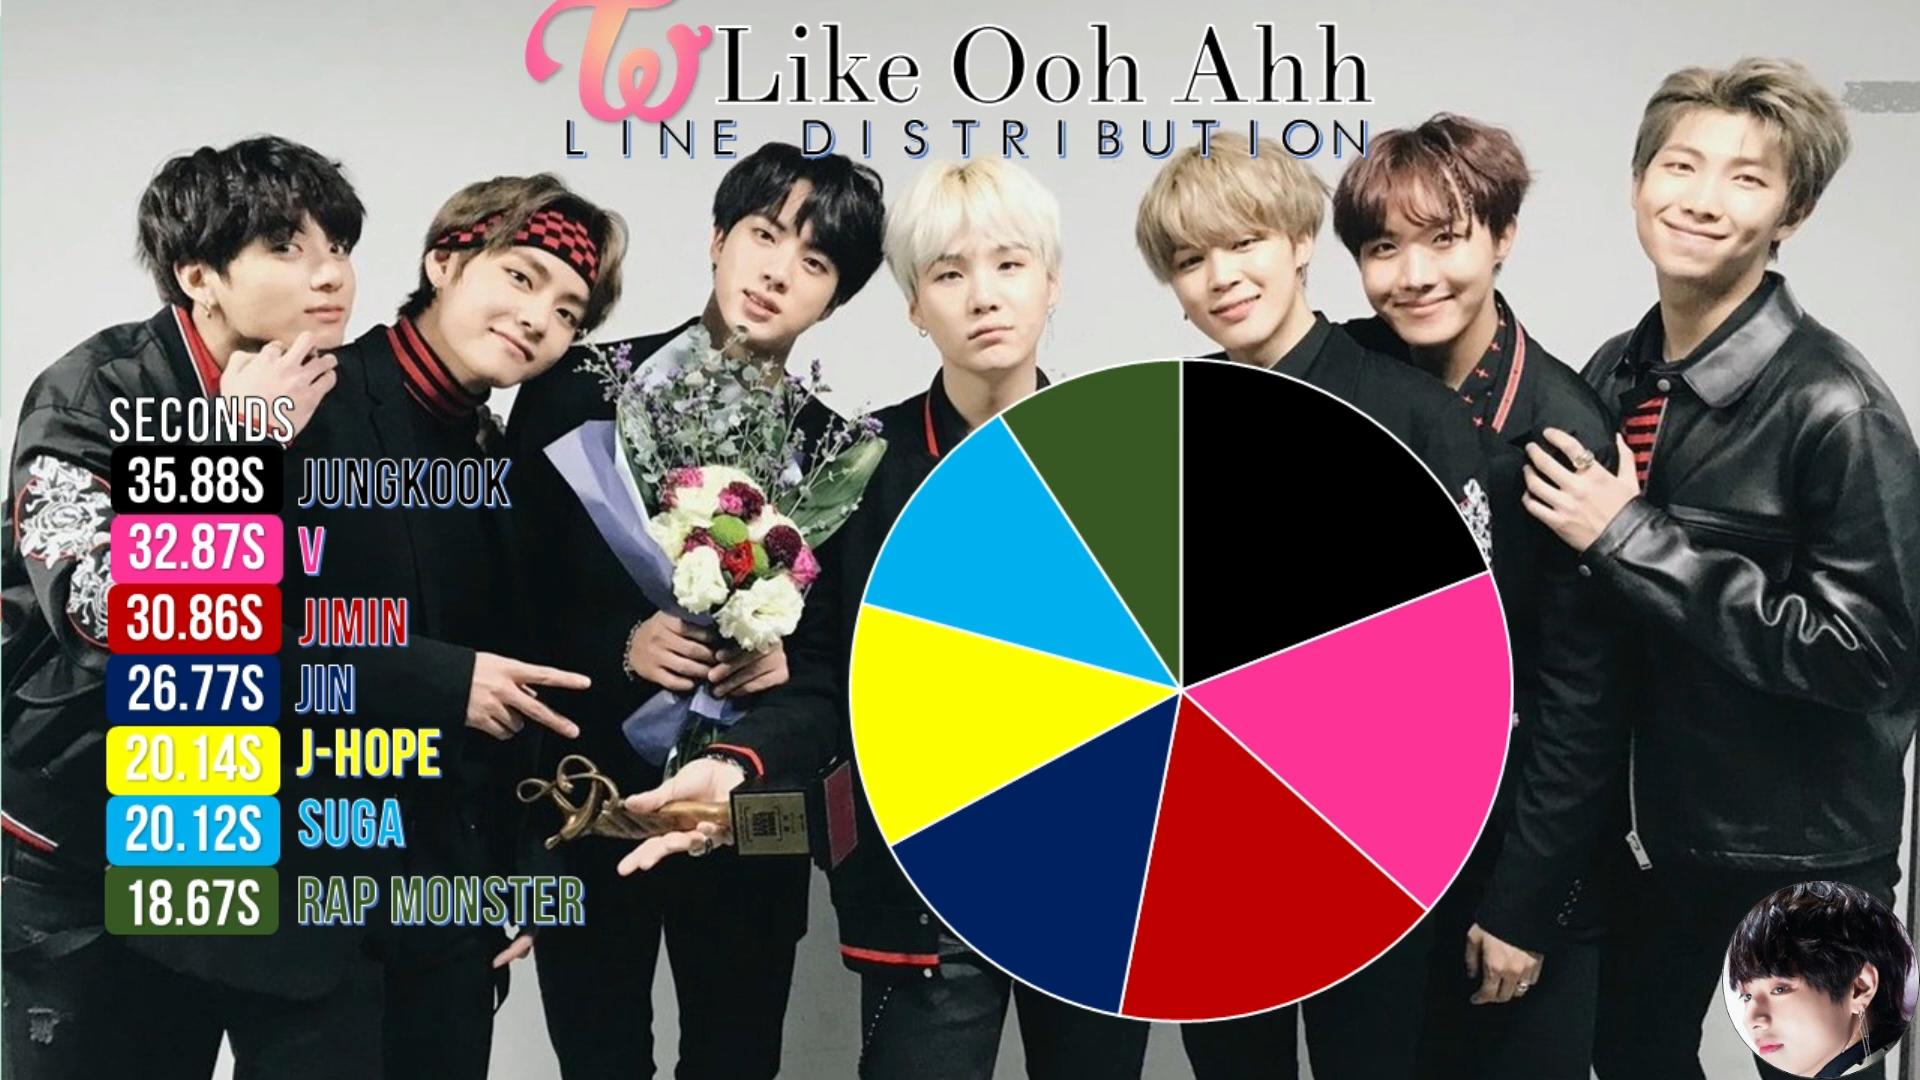 TW Like Ooh Ahh
LINE DISTRIBUTION
SECONDS
35.88S JUNGKOOK
32.87S V
30.86S JIMIN
26.77S JIN
20.14S J-HOPE
20.12S SUGA
18.67S RAP MONSTER